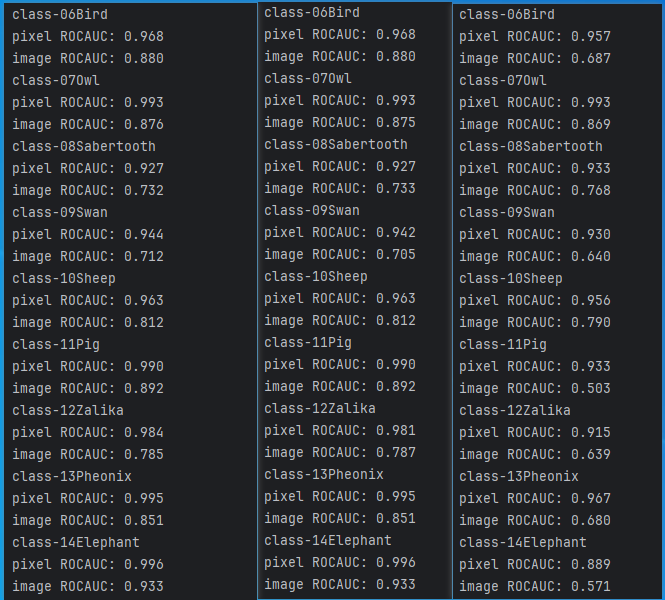 class-06Bird
pixel ROCAUC: 0.968
image ROCAUC: 0.880
class-07Owl
pixel ROCAUC: 0.993
image ROCAUC: 0.876
class-08Sabertooth
pixel ROCAUC: 0.927
image ROCAUC: 0.732
class-09Swan
pixel ROCAUC: 0.944
image ROCAUC: 0.712
class-10Sheep
pixel ROCAUC: 0.963
image ROCAUC: 0.812
class-11Pig
pixel ROCAUC: 0.990
image ROCAUC: 0.892
class-12Zalika
pixel ROCAUC: 0.984
image ROCAUC: 0.785
class-13Pheonix
pixel ROCAUC: 0.995
image ROCAUC: 0.851
class-14Elephant
pixel ROCAUC: 0.996
image ROCAUC: 0.933
class-06Bird
pixel ROCAUC: 0.968
image ROCAUC: 0.880
class-07Owl
pixel ROCAUC: 0.993
image ROCAUC: 0.875
class-08Sabertooth
pixel ROCAUC: 0.927
image ROCAUC: 0.733
class-09Swan
pixel ROCAUC: 0.942
image ROCAUC: 0.705
class-10Sheep
pixel ROCAUC: 0.963
image ROCAUC: 0.812
class-11Pig
pixel ROCAUC: 0.990
image ROCAUC: 0.892
class-12Zalika
pixel ROCAUC: 0.981
image ROCAUC: 0.787
class-13Pheonix
pixel ROCAUC: 0.995
image ROCAUC: 0.851
class-14Elephant
pixel ROCAUC: 0.996
image ROCAUC: 0.933
class-06Bird
pixel ROCAUC: 0.957
image ROCAUC: 0.687
class-07Owl
pixel ROCAUC: 0.993
image ROCAUC: 0.869
class-08Sabertooth
pixel ROCAUC: 0.933
image ROCAUC: 0.768
class-09Swan
pixel ROCAUC: 0.930
image ROCAUC: 0.640
class-10Sheep
pixel ROCAUC: 0.956
image ROCAUC: 0.790
class-11Pig
pixel ROCAUC: 0.933
image ROCAUC: 0.503
class-12Zalika
pixel ROCAUC: 0.915
image ROCAUC: 0.639
class-13Pheonix
pixel ROCAUC: 0.967
image ROCAUC: 0.680
class-14Elephant
pixel ROCAUC: 0.889
image ROCAUC: 0.571